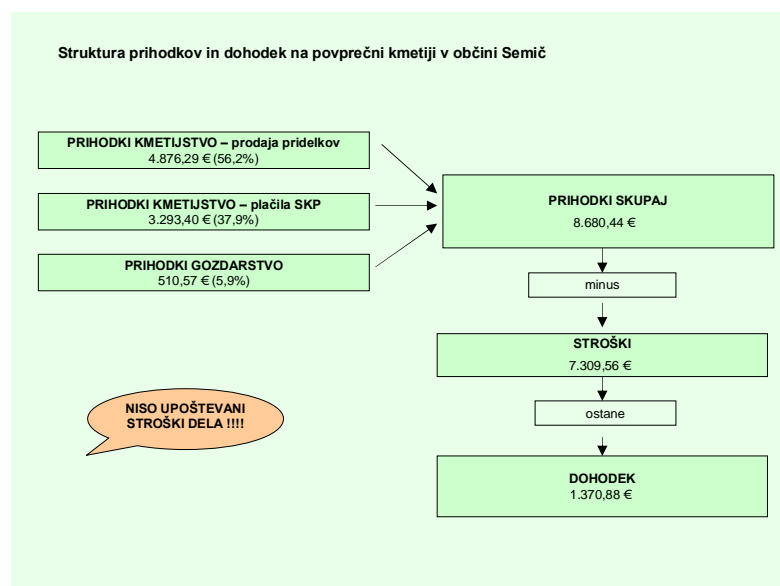 Struktura prihodkov in dohodek na povprečni kmetiji v občini Semič
PRIHODKI KMETIJSTVO – prodaja pridelkov
4.876,29 € (56,2%)
PRIHODKI KMETIJSTVO – plačila SKP
3.293,40 € (37,9%)
PRIHODKI GOZDARSTVO
510,57 € (5,9%)
PRIHODKI SKUPAJ
8.680,44 €
minus
STROŠKI
7.309,56 €
ostane
DOHODEK
1.370,88 €
NISO UPOŠTEVANI
STROŠKI DELA !!!!